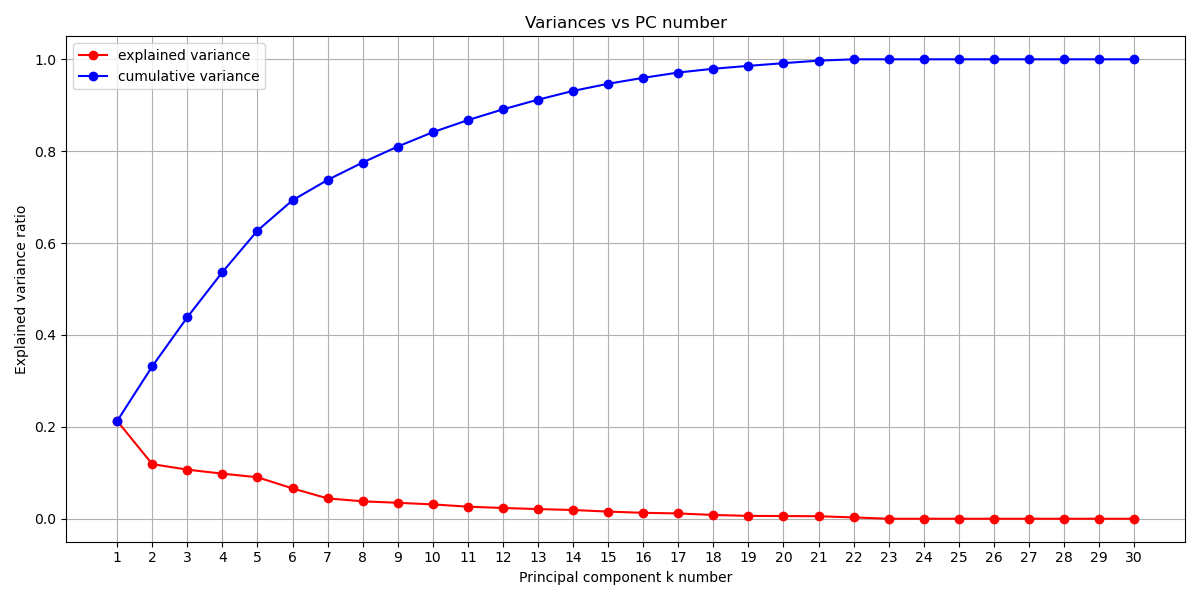 Variances vs PC number
explained variance
cumulative variance
Explained variance ratio
1.0
0.8
0.6
0.4
0.2
0.0
1 2 3 4 5 6 7 8 9 10 11 12 13 14 15 16 17 18 19 20 21 22 23 24 25 26 27 28 29 30
Principal component k number